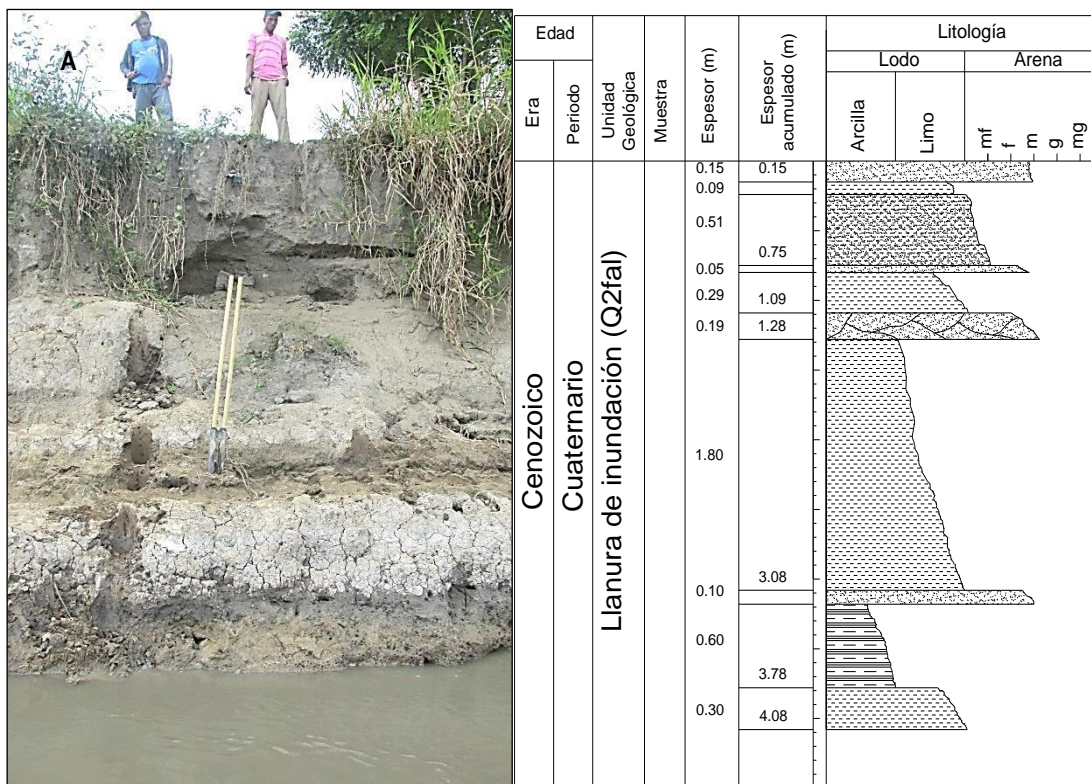 A
Edad
Era
Periodo
Unidad
Geológica
Muestra
Espesor (m)
Espesor
acumulado (m)
Litología
Lodo
Arena
Arcilla
Limo
mf
f
m
g
mg
Cenozoico
Cuaternario
Llanura de inundación (Q2fal)
0.15 0.15
0.09
0.51
0.75
0.05
0.29 1.09
0.19 1.28
1.80
3.08
0.10
0.60
3.78
0.30 4.08